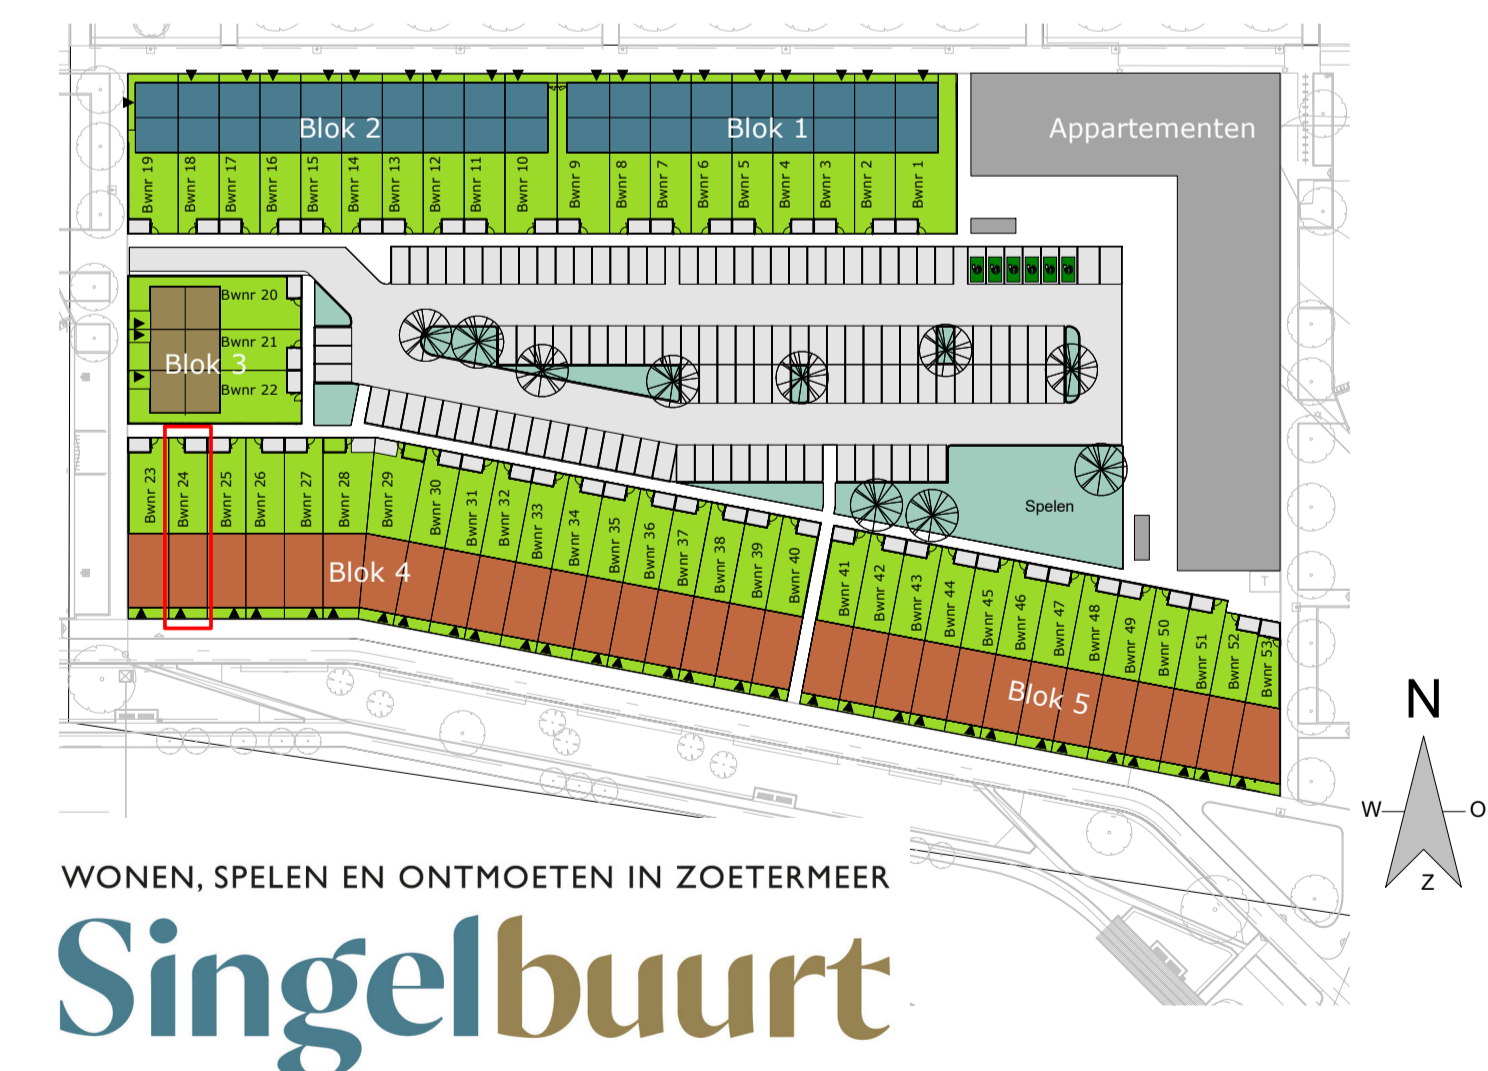 Blok 2
Blok 1
Appartementen
Bwnr 19
Bwnr 18
Bwnr 17
Bwnr 16
Bwnr 15
Bwnr 14
Bwnr 13
Bwnr 12
Bwnr 11
Bwnr 10
Bwnr 9
Bwnr 8
Bwnr 7
Bwnr 6
Bwnr 5
Bwnr 4
Bwnr 3
Bwnr 2
Bwnr 1
Bwnr 20
Bwnr 21
Blok 3
Bwnr 22
Bwnr 23
Bwnr 24
Bwnr 25
Bwnr 26
Bwnr 27
Bwnr 28
Bwnr 29
Bwnr 30
Bwnr 31
Bwnr 32
Bwnr 33
Bwnr 34
Bwnr 35
Bwnr 36
Bwnr 37
Bwnr 38
Bwnr 39
Bwnr 40
Spelen
Blok 4
Bwnr 41
Bwnr 42
Bwnr 43
Bwnr 44
Bwnr 45
Bwnr 46
Bwnr 47
Bwnr 48
Bwnr 49
Bwnr 50
Bwnr 51
Bwnr 52
Bwnr 53
T
Blok 5
N
W
O
Z
WONEN, SPELEN EN ONTMOETEN IN ZOETERMEER
Singelbuurt